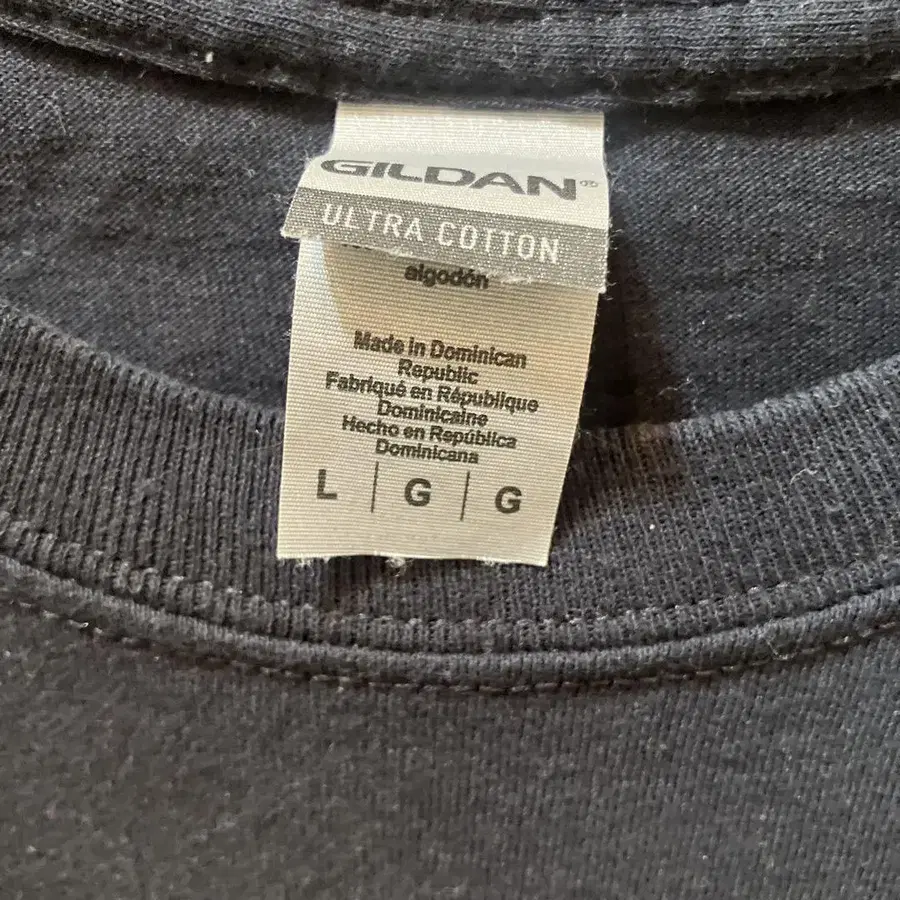 GILDAN®
ULTRA COTTON
algodón
Made in Dominican
Republic
Fabriqué en République
Dominicaine
Hecho en República
Dominicana
L | G | G